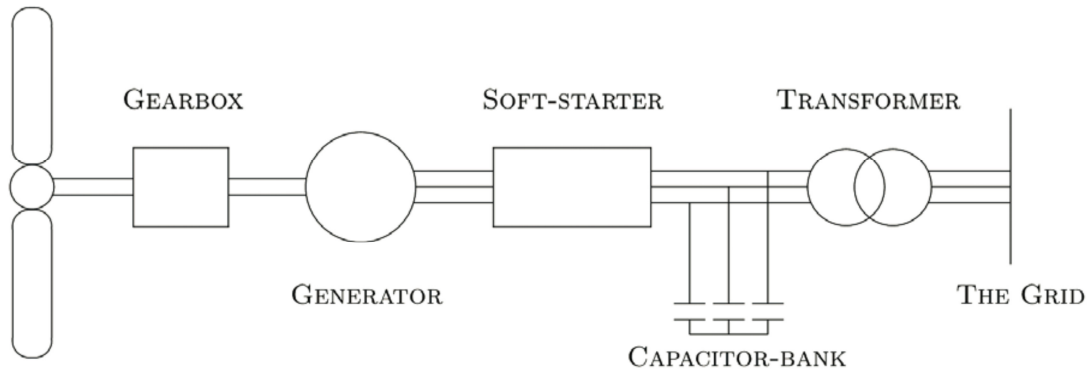 GEARBOX
SOFT-STARTER
TRANSFORMER
GENERATOR
THE GRID
CAPACITOR-BANK